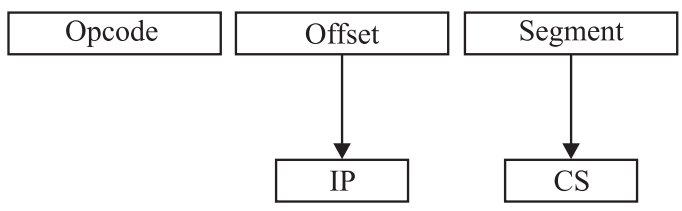 Opcode Offset Segment
IP CS